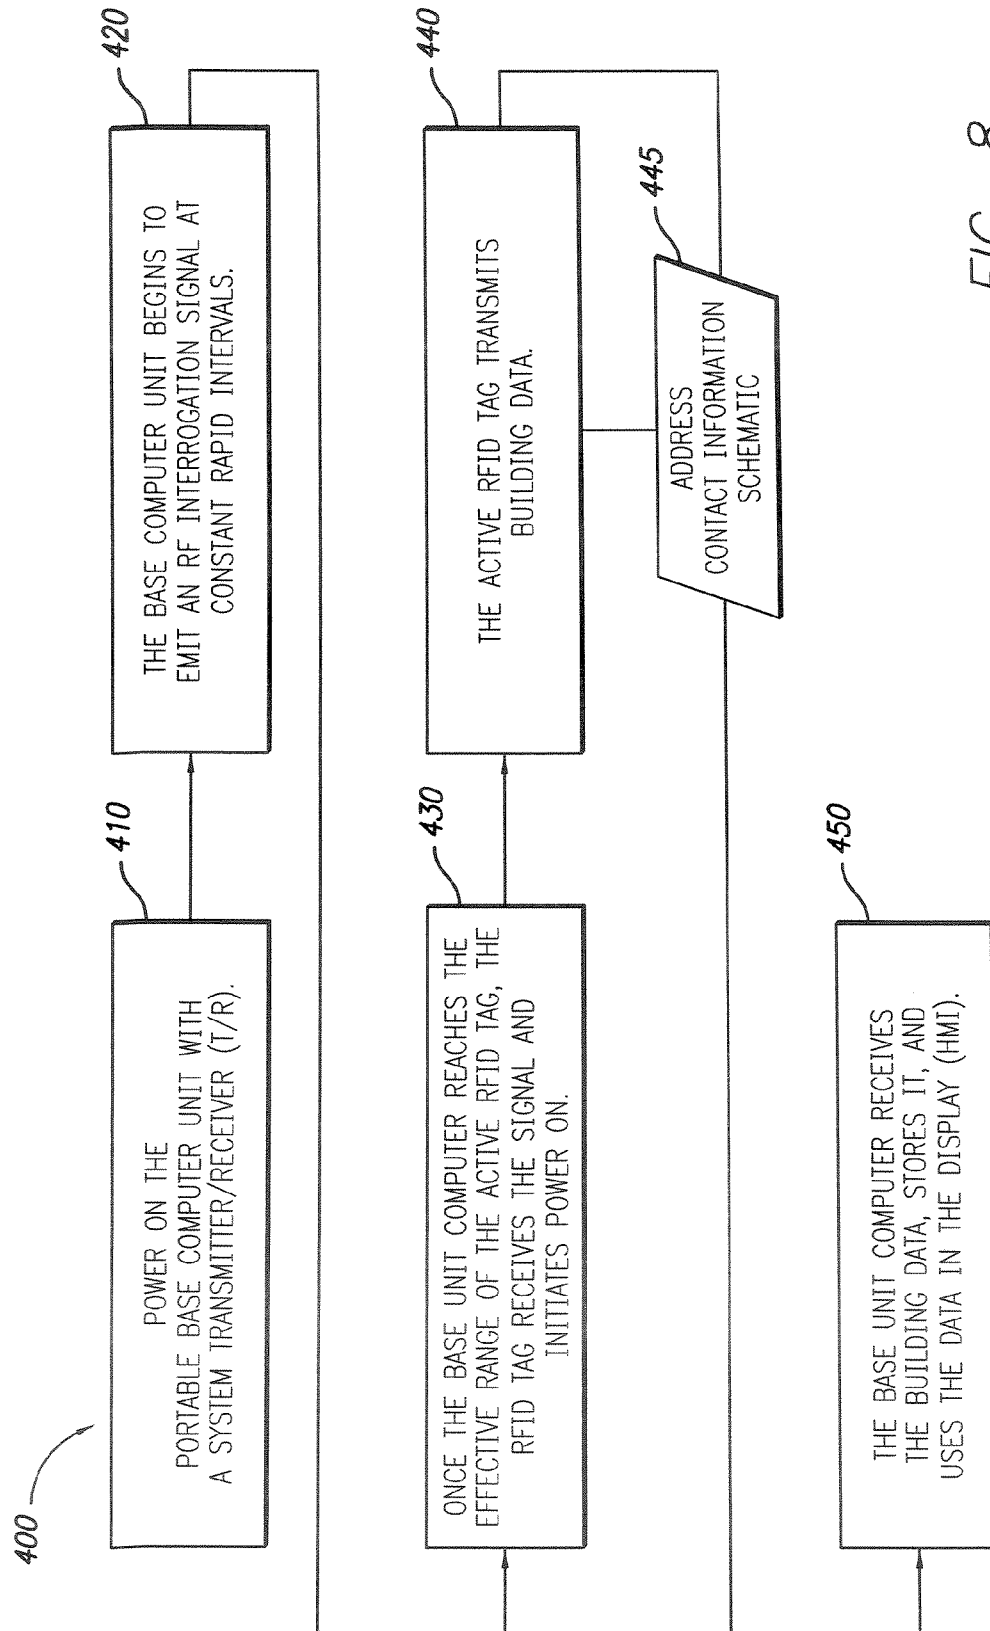 400
410
POWER ON THE
PORTABLE BASE COMPUTER UNIT WITH
A SYSTEM TRANSMITTER/RECEIVER (T/R).
420
THE BASE COMPUTER UNIT BEGINS TO
EMIT AN RF INTERROGATION SIGNAL AT
CONSTANT RAPID INTERVALS.
430
ONCE THE BASE UNIT COMPUTER REACHES THE
EFFECTIVE RANGE OF THE ACTIVE RFID TAG, THE
RFID TAG RECEIVES THE SIGNAL AND
INITIATES POWER ON.
440
THE ACTIVE RFID TAG TRANSMITS
BUILDING DATA.
445
ADDRESS
CONTACT INFORMATION
SCHEMATIC
450
THE BASE UNIT COMPUTER RECEIVES
THE BUILDING DATA, STORES IT, AND
USES THE DATA IN THE DISPLAY (HMI).
FIG. 8